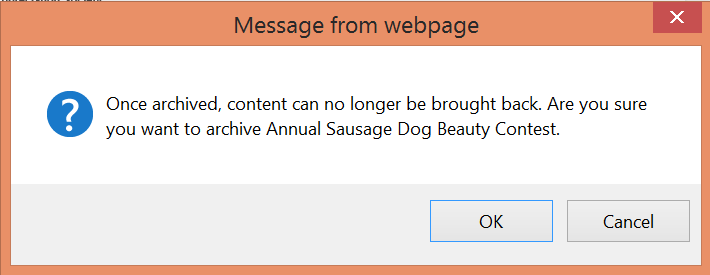 Message from webpage
Once archived, content can no longer be brought back. Are you sure
you want to archive Annual Sausage Dog Beauty Contest.
OK
Cancel